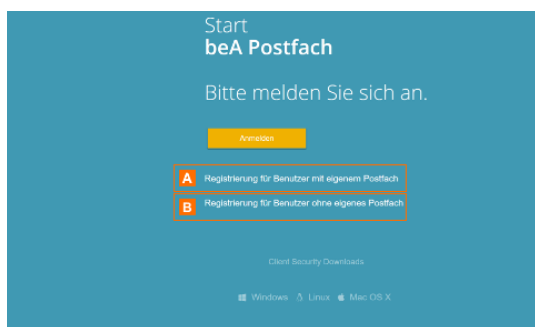 Start
beA Postfach
Bitte melden Sie sich an.
Anmelden
A Registrierung für Benutzer mit eigenem Postfach
B Registrierung für Benutzer ohne eigenes Postfach
Client Security Downloads
Windows Linux Mac OS X